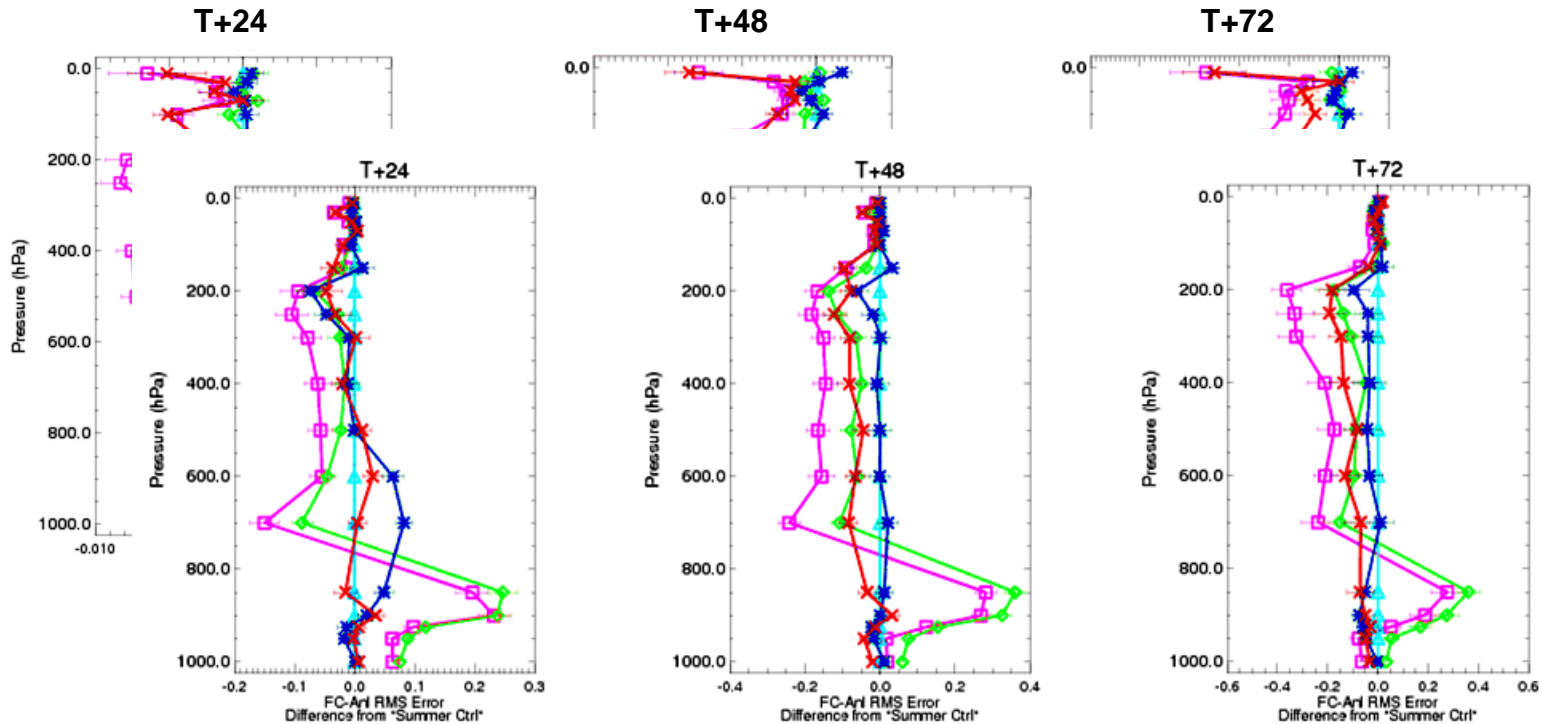 T+24
T+48
T+72
0.0
200.0
400.0
600.0
800.0
1000.0
-0.010
Pressure (hPa)
0.0
0.0
T+24
0.0
200.0
400.0
600.0
800.0
1000.0
Pressure (hPa)
-0.2
-0.1
0.0
0.1
0.2
0.3
FC-Anl RMS Error
Difference from "Summer Ctrl"
T+48
0.0
200.0
400.0
600.0
800.0
1000.0
Pressure (hPa)
-0.4
-0.2
0.0
0.2
0.4
FC-Anl RMS Error
Difference from "Summer Ctrl"
T+72
0.0
200.0
400.0
600.0
800.0
1000.0
Pressure (hPa)
-0.6
-0.4
-0.2
0.0
0.2
0.4
0.6
FC-Anl RMS Error
Difference from "Summer Ctrl"